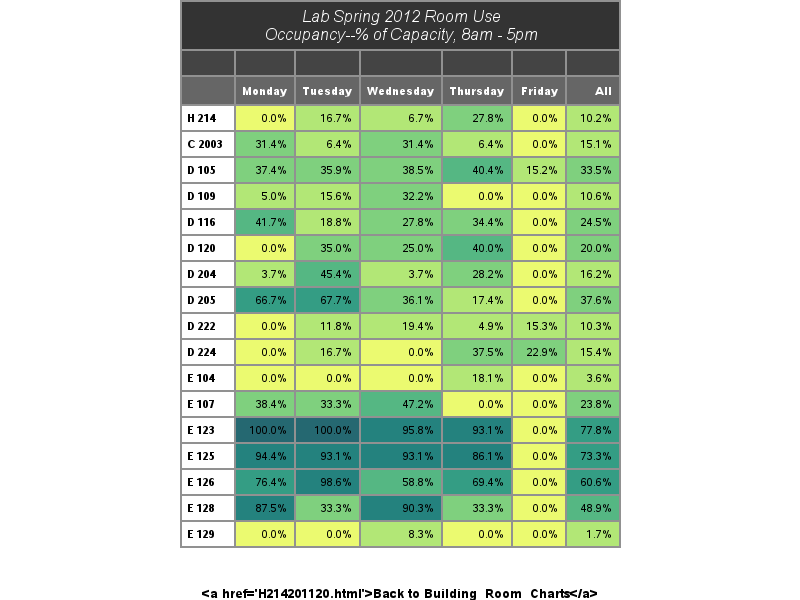 Lab Spring 2012 Room Use
Occupancy--% of Capacity, 8am - 5pm
Monday Tuesday Wednesday Thursday Friday All
H 214 0.0% 16.7% 6.7% 27.8% 0.0% 10.2%
C 2003 31.4% 6.4% 31.4% 6.4% 0.0% 15.1%
D 105 37.4% 35.9% 38.5% 40.4% 15.2% 33.5%
D 109 5.0% 15.6% 32.2% 0.0% 0.0% 10.6%
D 116 41.7% 18.8% 27.8% 34.4% 0.0% 24.5%
D 120 0.0% 35.0% 25.0% 40.0% 0.0% 20.0%
D 204 3.7% 45.4% 3.7% 28.2% 0.0% 16.2%
D 205 66.7% 67.7% 36.1% 17.4% 0.0% 37.6%
D 222 0.0% 11.8% 19.4% 4.9% 15.3% 10.3%
D 224 0.0% 16.7% 0.0% 37.5% 22.9% 15.4%
E 104 0.0% 0.0% 0.0% 18.1% 0.0% 3.6%
E 107 38.4% 33.3% 47.2% 0.0% 0.0% 23.8%
E 123 100.0% 100.0% 95.8% 93.1% 0.0% 77.8%
E 125 94.4% 93.1% 93.1% 86.1% 0.0% 73.3%
E 126 76.4% 98.6% 58.8% 69.4% 0.0% 60.6%
E 128 87.5% 33.3% 90.3% 33.3% 0.0% 48.9%
E 129 0.0% 0.0% 8.3% 0.0% 0.0% 1.7%
<a href='H214201120.html'>Back to Building_Room_Charts</a>